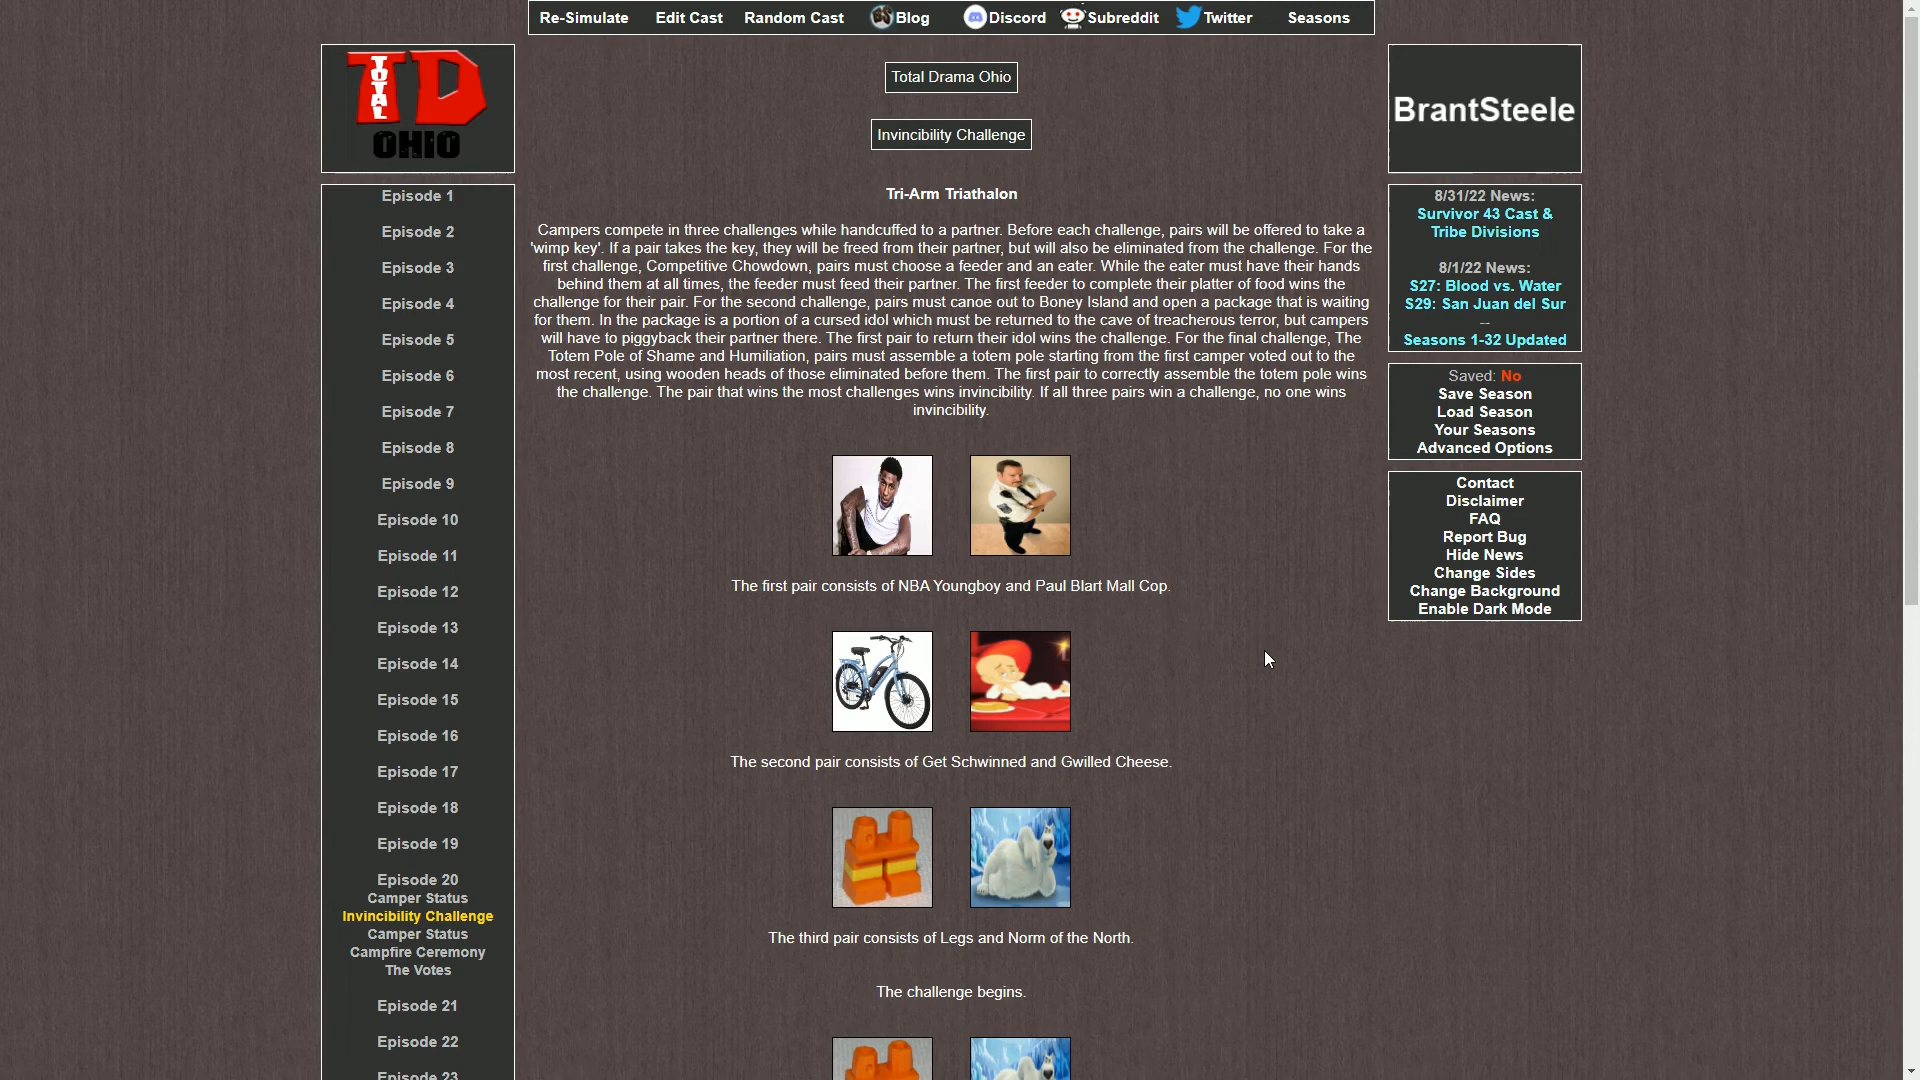 Re-Simulate Edit Cast Random Cast Blog Discord Subreddit Twitter Seasons
TD
TOTAL
OHIO
Episode 1
Episode 2
Episode 3
Episode 4
Episode 5
Episode 6
Episode 7
Episode 8
Episode 9
Episode 10
Episode 11
Episode 12
Episode 13
Episode 14
Episode 15
Episode 16
Episode 17
Episode 18
Episode 19
Episode 20
Camper Status
Invincibility Challenge
Camper Status
Campfire Ceremony
The Votes
Episode 21
Episode 22
Episode 23
Total Drama Ohio
Invincibility Challenge
Tri-Arm Triathalon
Campers compete in three challenges while handcuffed to a partner. Before each challenge, pairs will be offered to take a
'wimp key'. If a pair takes the key, they will be freed from their partner, but will also be eliminated from the challenge. For the
first challenge, Competitive Chowdown, pairs must choose a feeder and an eater. While the eater must have their hands
behind them at all times, the feeder must feed their partner. The first feeder to complete their platter of food wins the
challenge for their pair. For the second challenge, pairs must canoe out to Boney Island and open a package that is waiting
for them. In the package is a portion of a cursed idol which must be returned to the cave of treacherous terror, but campers
will have to piggyback their partner there. The first pair to return their idol wins the challenge. For the final challenge, The
Totem Pole of Shame and Humiliation, pairs must assemble a totem pole starting from the first camper voted out to the
most recent, using wooden heads of those eliminated before them. The first pair to correctly assemble the totem pole wins
the challenge. The pair that wins the most challenges wins invincibility. If all three pairs win a challenge, no one wins
invincibility.
The first pair consists of NBA Youngboy and Paul Blart Mall Cop.
The second pair consists of Get Schwinned and Gwilled Cheese.
The third pair consists of Legs and Norm of the North.
The challenge begins.
BrantSteele
8/31/22 News:
Survivor 43 Cast &
Tribe Divisions
8/1/22 News:
S27: Blood vs. Water
S29: San Juan del Sur
--
Seasons 1-32 Updated
Saved: No
Save Season
Load Season
Your Seasons
Advanced Options
Contact
Disclaimer
FAQ
Report Bug
Hide News
Change Sides
Change Background
Enable Dark Mode